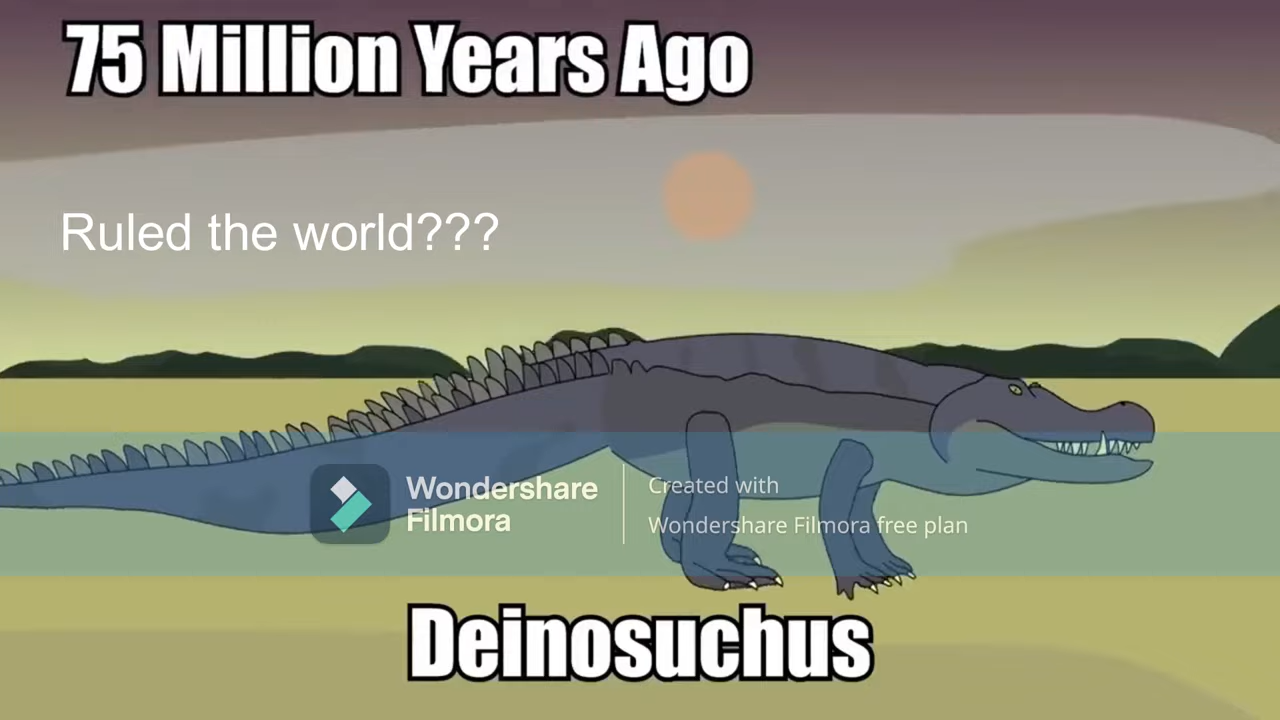 75 Million Years Ago
Ruled the world???
Wondershare
Filmora
Created with
Wondershare Filmora free plan
Deinosuchus